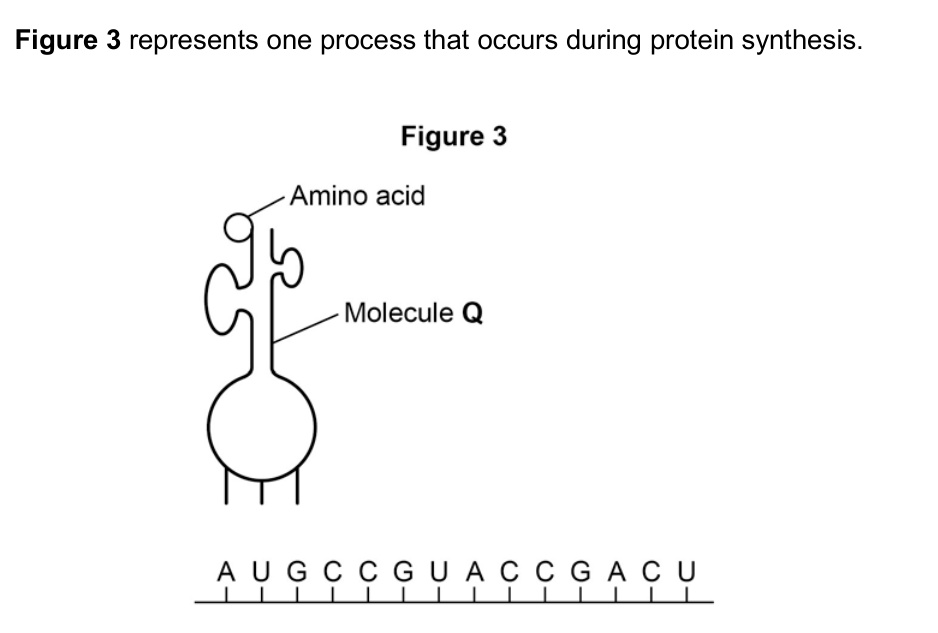 Figure 3 represents one process that occurs during protein synthesis.
Figure 3
Amino acid
Molecule Q
A U G C C G U A C C G A C U